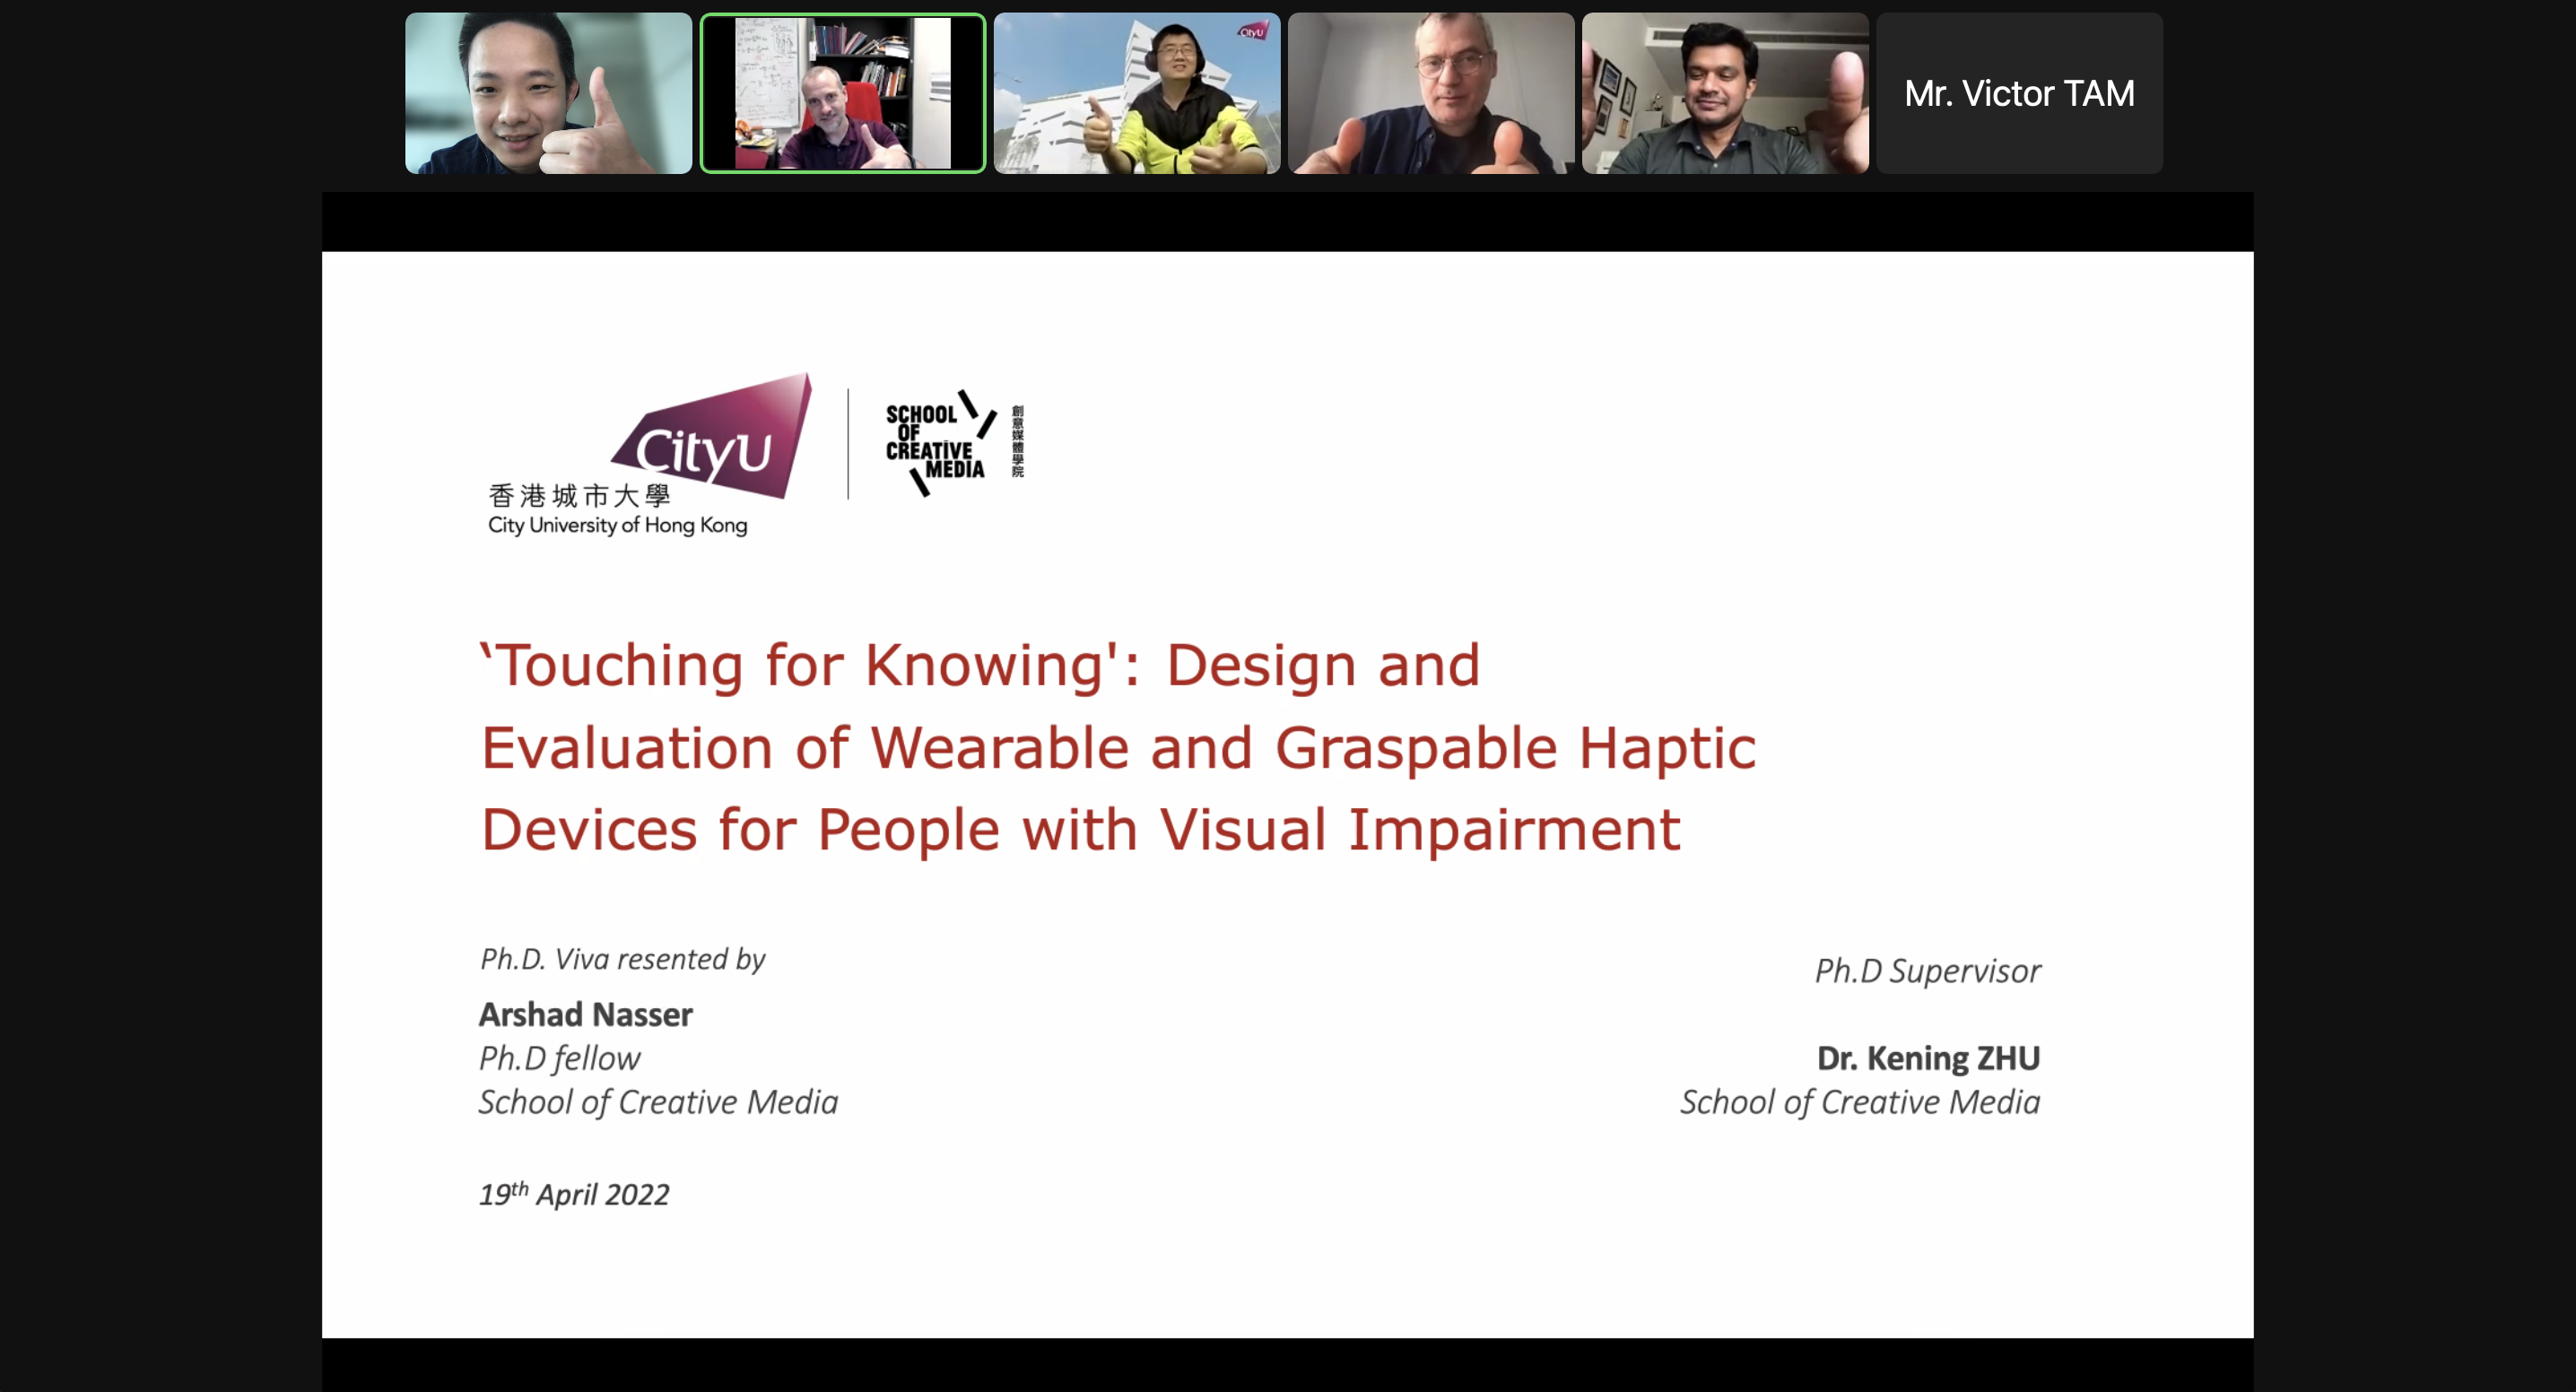 CityU
Mr. Victor TAM
CityU
香港城市大學
City University of Hong Kong
SCHOOL
OF
CREATIVE
MEDIA
創意媒體學院
‘Touching for Knowing': Design and
Evaluation of Wearable and Graspable Haptic
Devices for People with Visual Impairment
Ph.D. Viva resented by
Arshad Nasser
Ph.D fellow
School of Creative Media
19th April 2022
Ph.D Supervisor
Dr. Kening ZHU
School of Creative Media